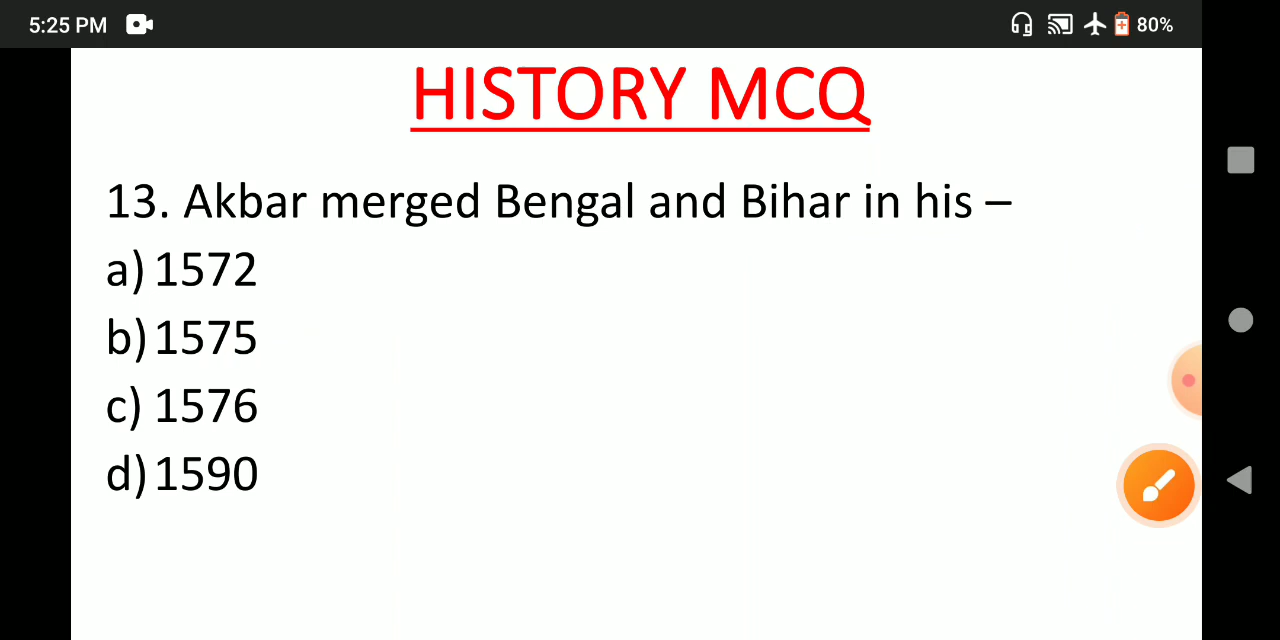 5:25 PM 80%
HISTORY MCQ
13. Akbar merged Bengal and Bihar in his –
a) 1572
b) 1575
c) 1576
d) 1590